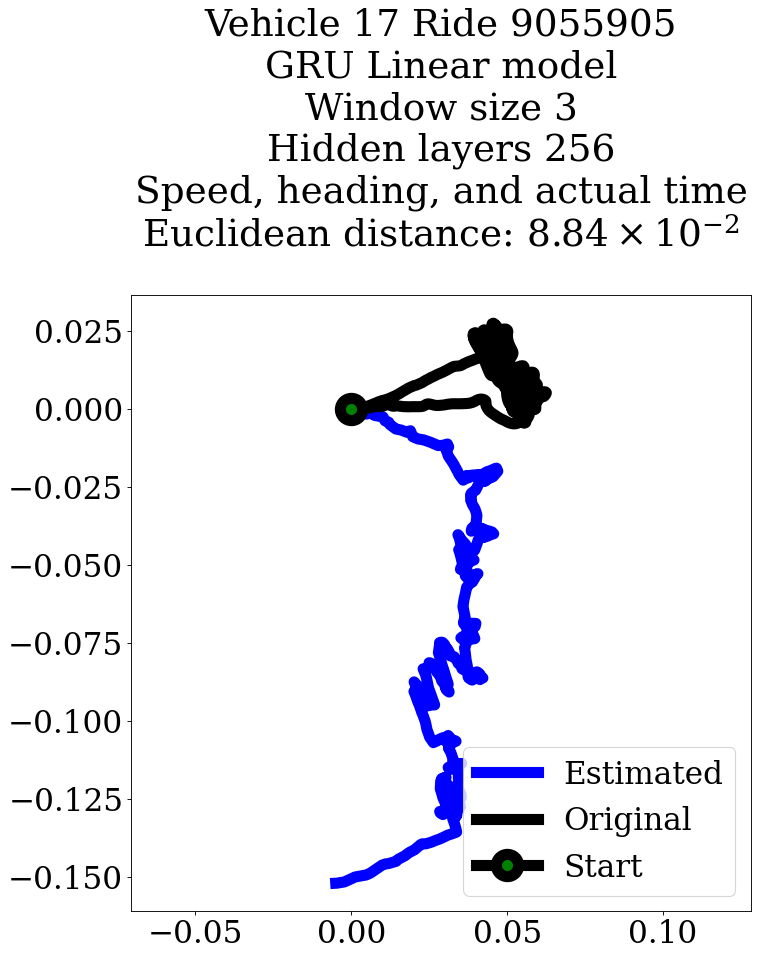 Vehicle 17 Ride 9055905
GRU Linear model
Window size 3
Hidden layers 256
Speed, heading, and actual time
Euclidean distance: 8.84 × 10⁻²
0.025
0.000
−0.025
−0.050
−0.075
−0.100
−0.125
−0.150
Estimated
Original
Start
−0.05 0.00 0.05 0.10